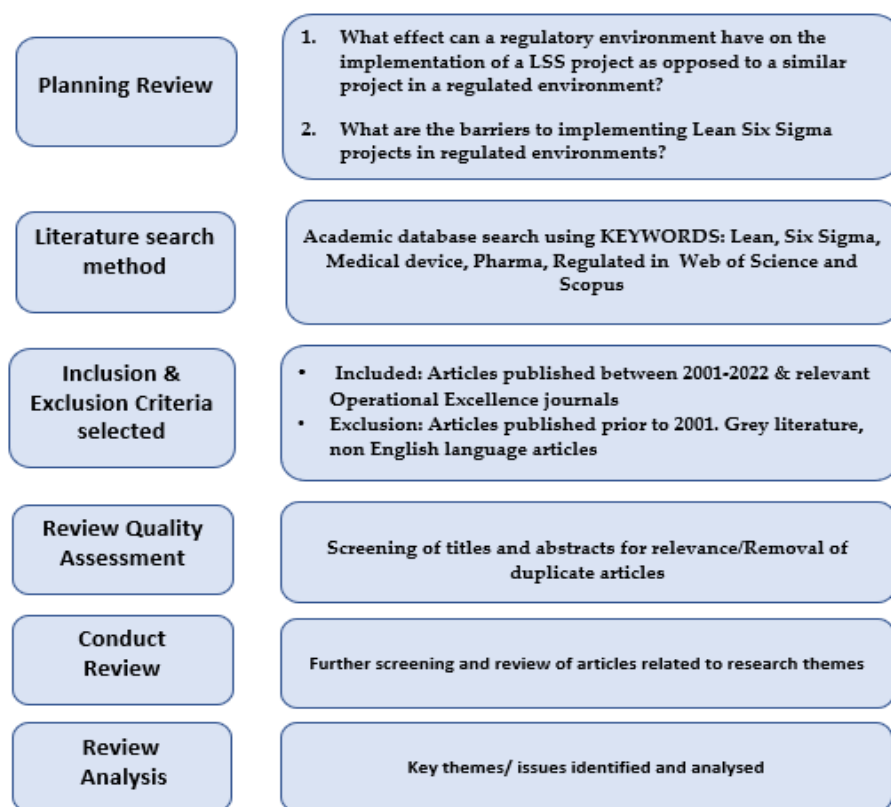 Planning Review
1. What effect can a regulatory environment have on the
implementation of a LSS project as opposed to a similar
project in a regulated environment?
2. What are the barriers to implementing Lean Six Sigma
projects in regulated environments?
Literature search
method
Academic database search using KEYWORDS: Lean, Six Sigma,
Medical device, Pharma, Regulated in Web of Science and
Scopus
Inclusion &
Exclusion Criteria
selected
• Included: Articles published between 2001-2022 & relevant
Operational Excellence journals
• Exclusion: Articles published prior to 2001. Grey literature,
non English language articles
Review Quality
Assessment
Screening of titles and abstracts for relevance/Removal of
duplicate articles
Conduct
Review
Further screening and review of articles related to research themes
Review
Analysis
Key themes/ issues identified and analysed